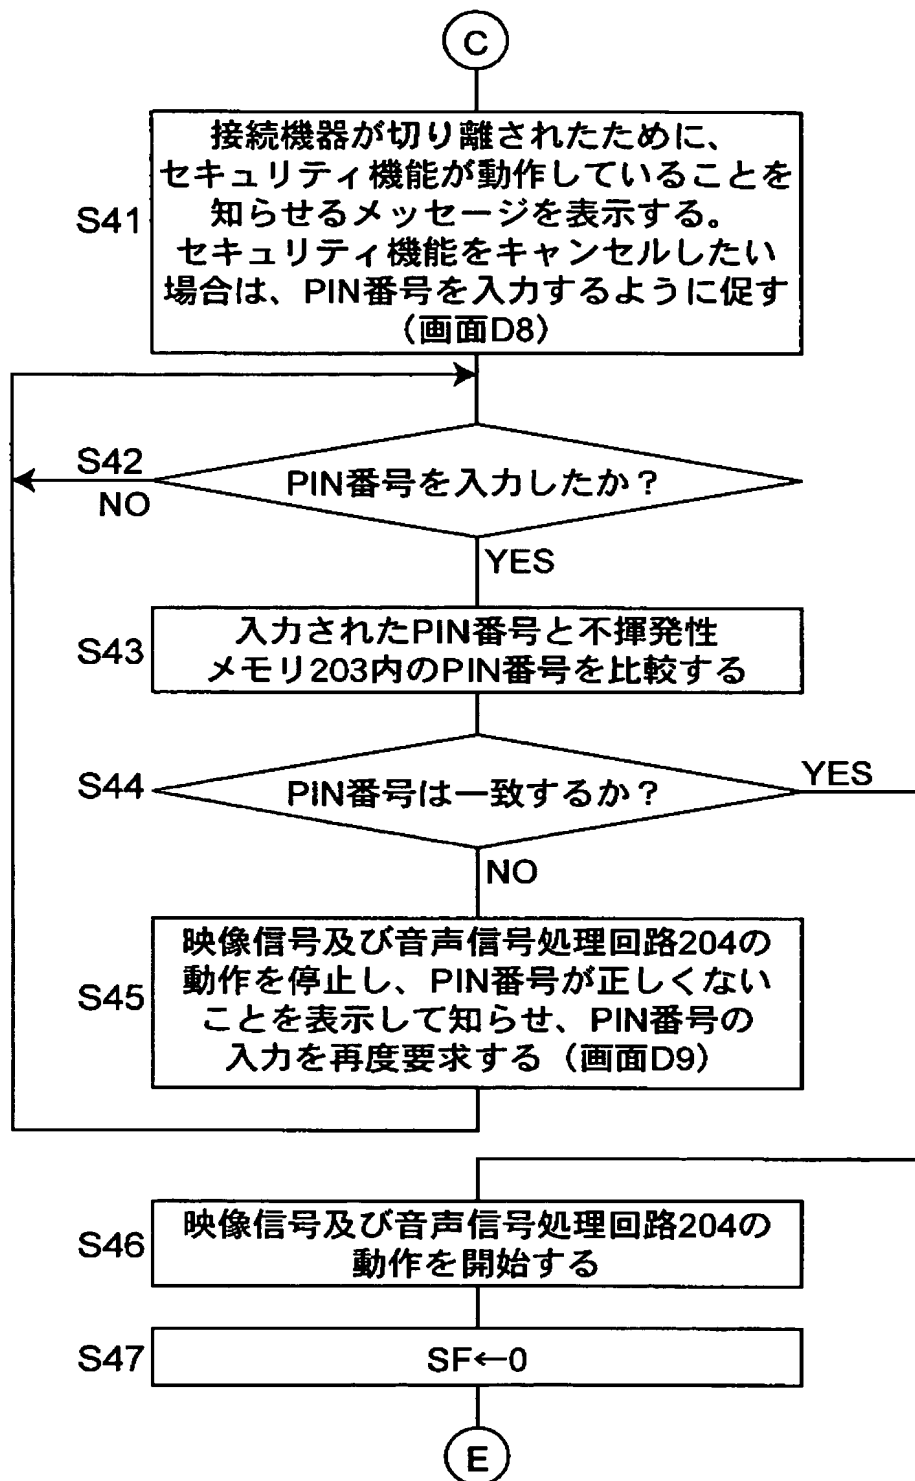 C
S41
接続機器が切り離されたために、
セキュリティ機能が動作していることを
知らせるメッセージを表示する。
セキュリティ機能をキャンセルしたい
場合は、PIN番号を入力するように促す
（画面D8）
S42
PIN番号を入力したか？
NO
YES
S43
入力されたPIN番号と不揮発性
メモリ203内のPIN番号を比較する
S44
PIN番号は一致するか？
YES
NO
S45
映像信号及び音声信号処理回路204の
動作を停止し、PIN番号が正しくない
ことを表示して知らせ、PIN番号の
入力を再度要求する（画面D9）
S46
映像信号及び音声信号処理回路204の
動作を開始する
S47
SF←0
E